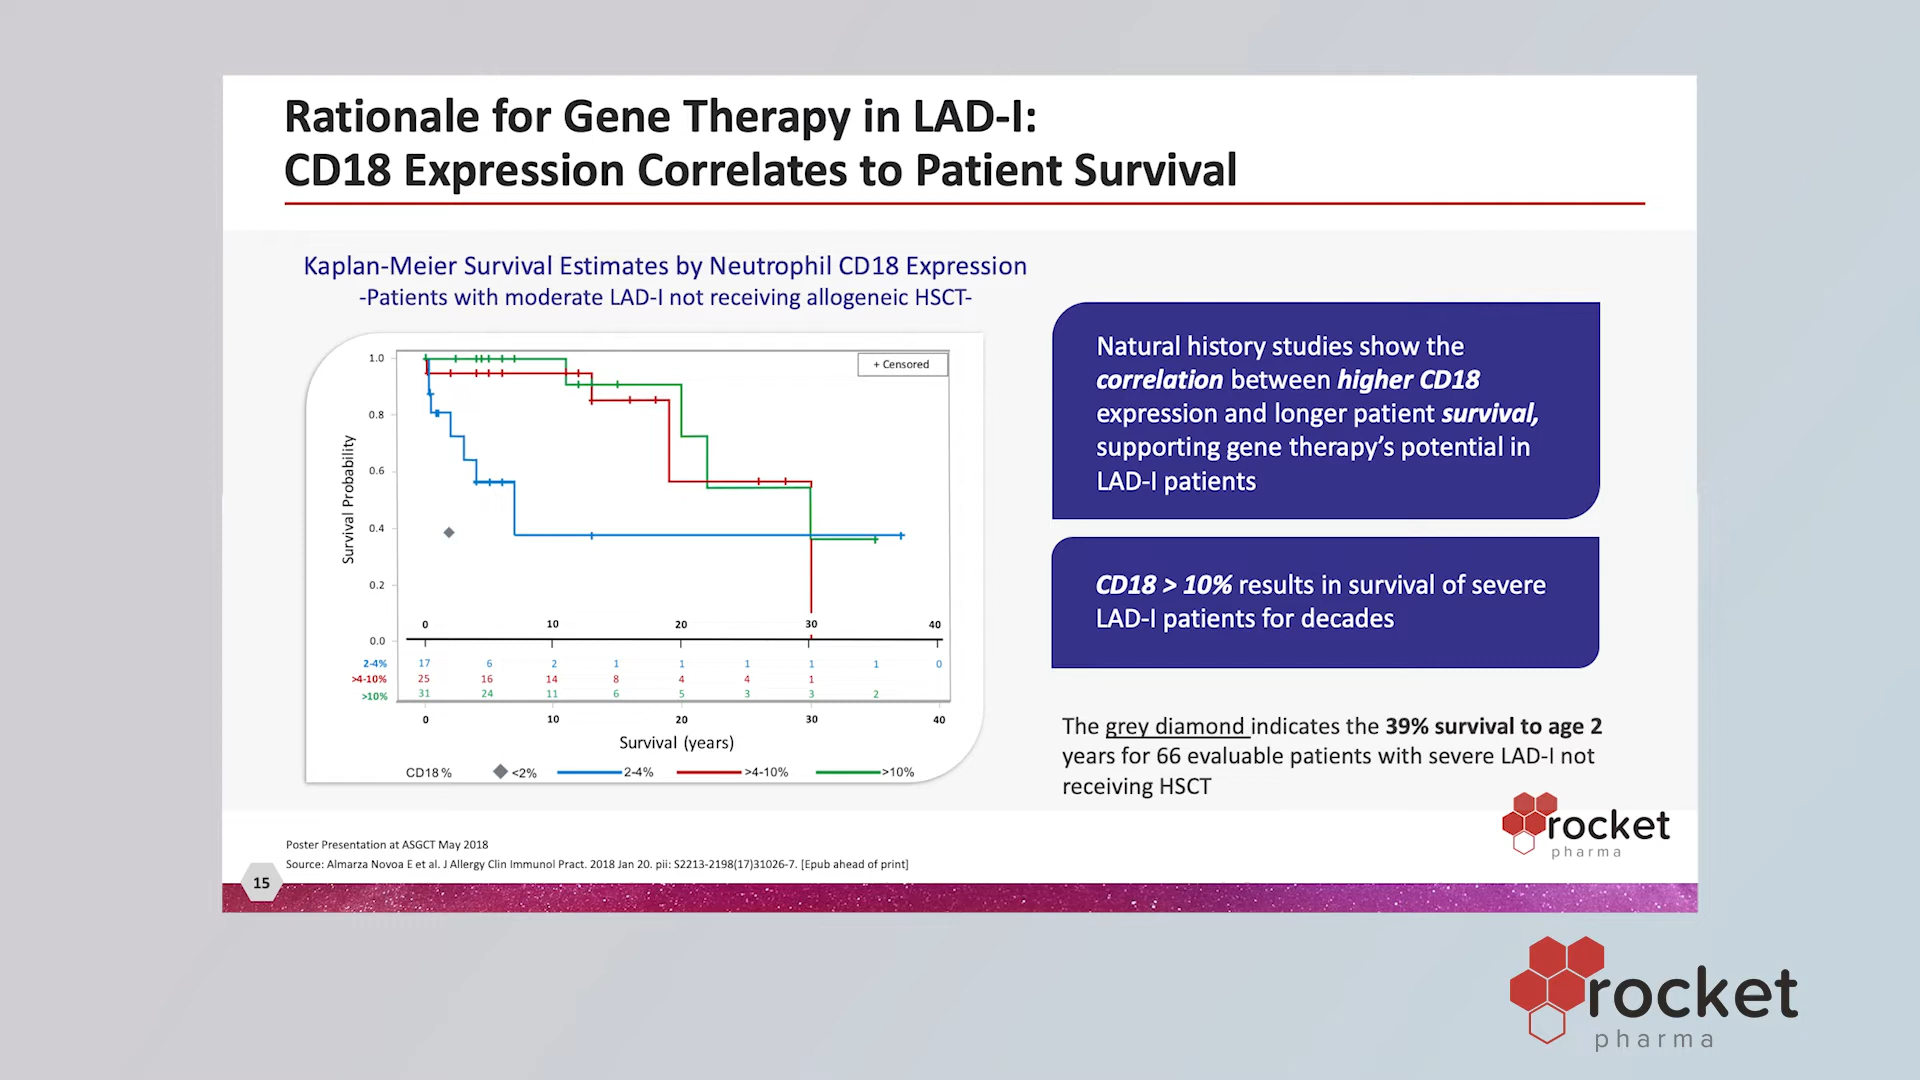 Rationale for Gene Therapy in LAD-I:
CD18 Expression Correlates to Patient Survival
Kaplan-Meier Survival Estimates by Neutrophil CD18 Expression
-Patients with moderate LAD-I not receiving allogeneic HSCT-
+ Censored
Survival Probability
1.0
0.8
0.6
0.4
0.2
0.0
0 10 20 30 40
2-4% 17 6 2 1 1 1 1 1 0
>4-10% 25 16 14 8 4 4 1
>10% 31 24 11 6 5 3 3 2
0 10 20 30 40
Survival (years)
CD18 % <2% 2-4% >4-10% >10%
Natural history studies show the
correlation between higher CD18
expression and longer patient survival,
supporting gene therapy’s potential in
LAD-I patients
CD18 > 10% results in survival of severe
LAD-I patients for decades
The grey diamond indicates the 39% survival to age 2
years for 66 evaluable patients with severe LAD-I not
receiving HSCT
rocket
pharma
Poster Presentation at ASGCT May 2018
Source: Almarza Novoa E et al. J Allergy Clin Immunol Pract. 2018 Jan 20. pii: S2213-2198(17)31026-7. [Epub ahead of print]
15
rocket
pharma